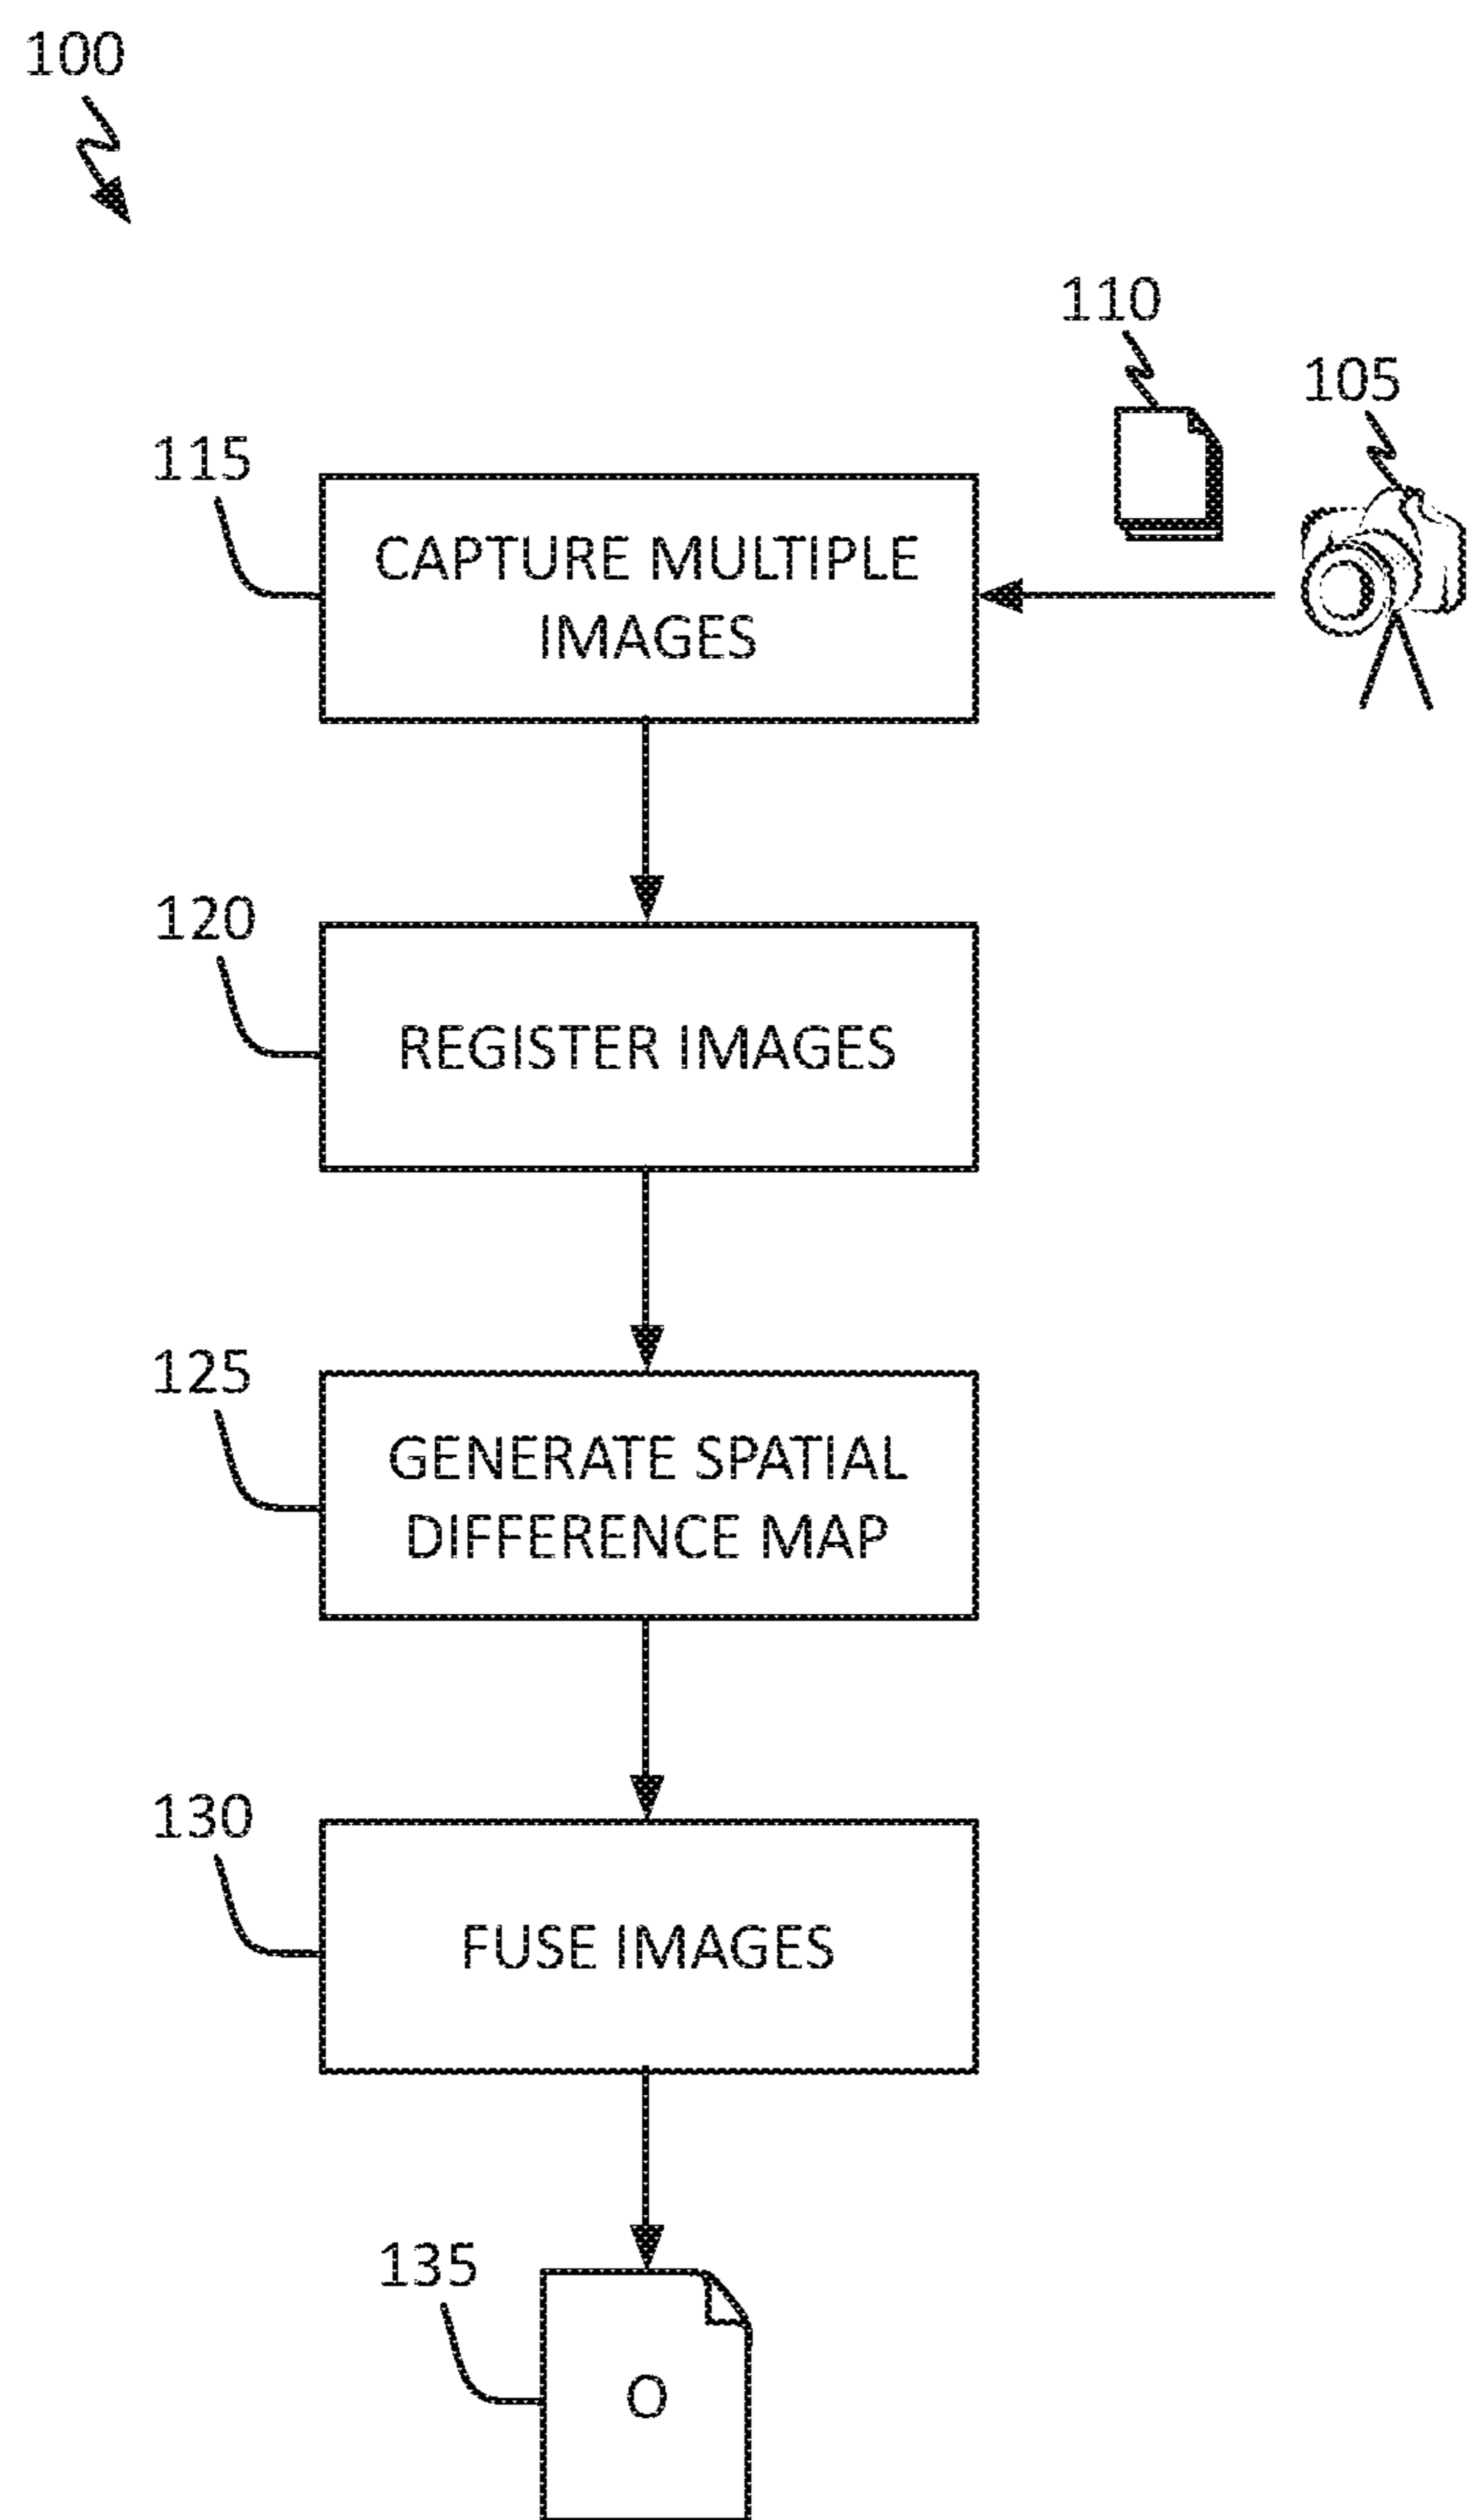 100
110
105
115
CAPTURE MULTIPLE
IMAGES
120
REGISTER IMAGES
125
GENERATE SPATIAL
DIFFERENCE MAP
130
FUSE IMAGES
135
O